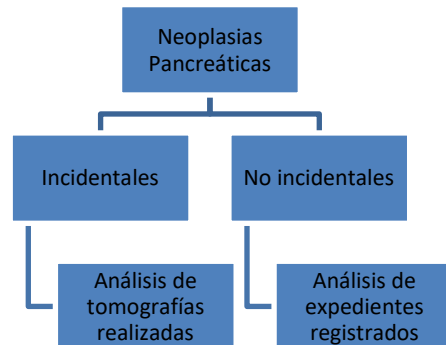 Neoplasias
Pancreáticas
Incidentales
No incidentales
Análisis de
tomografías
realizadas
Análisis de
expedientes
registrados